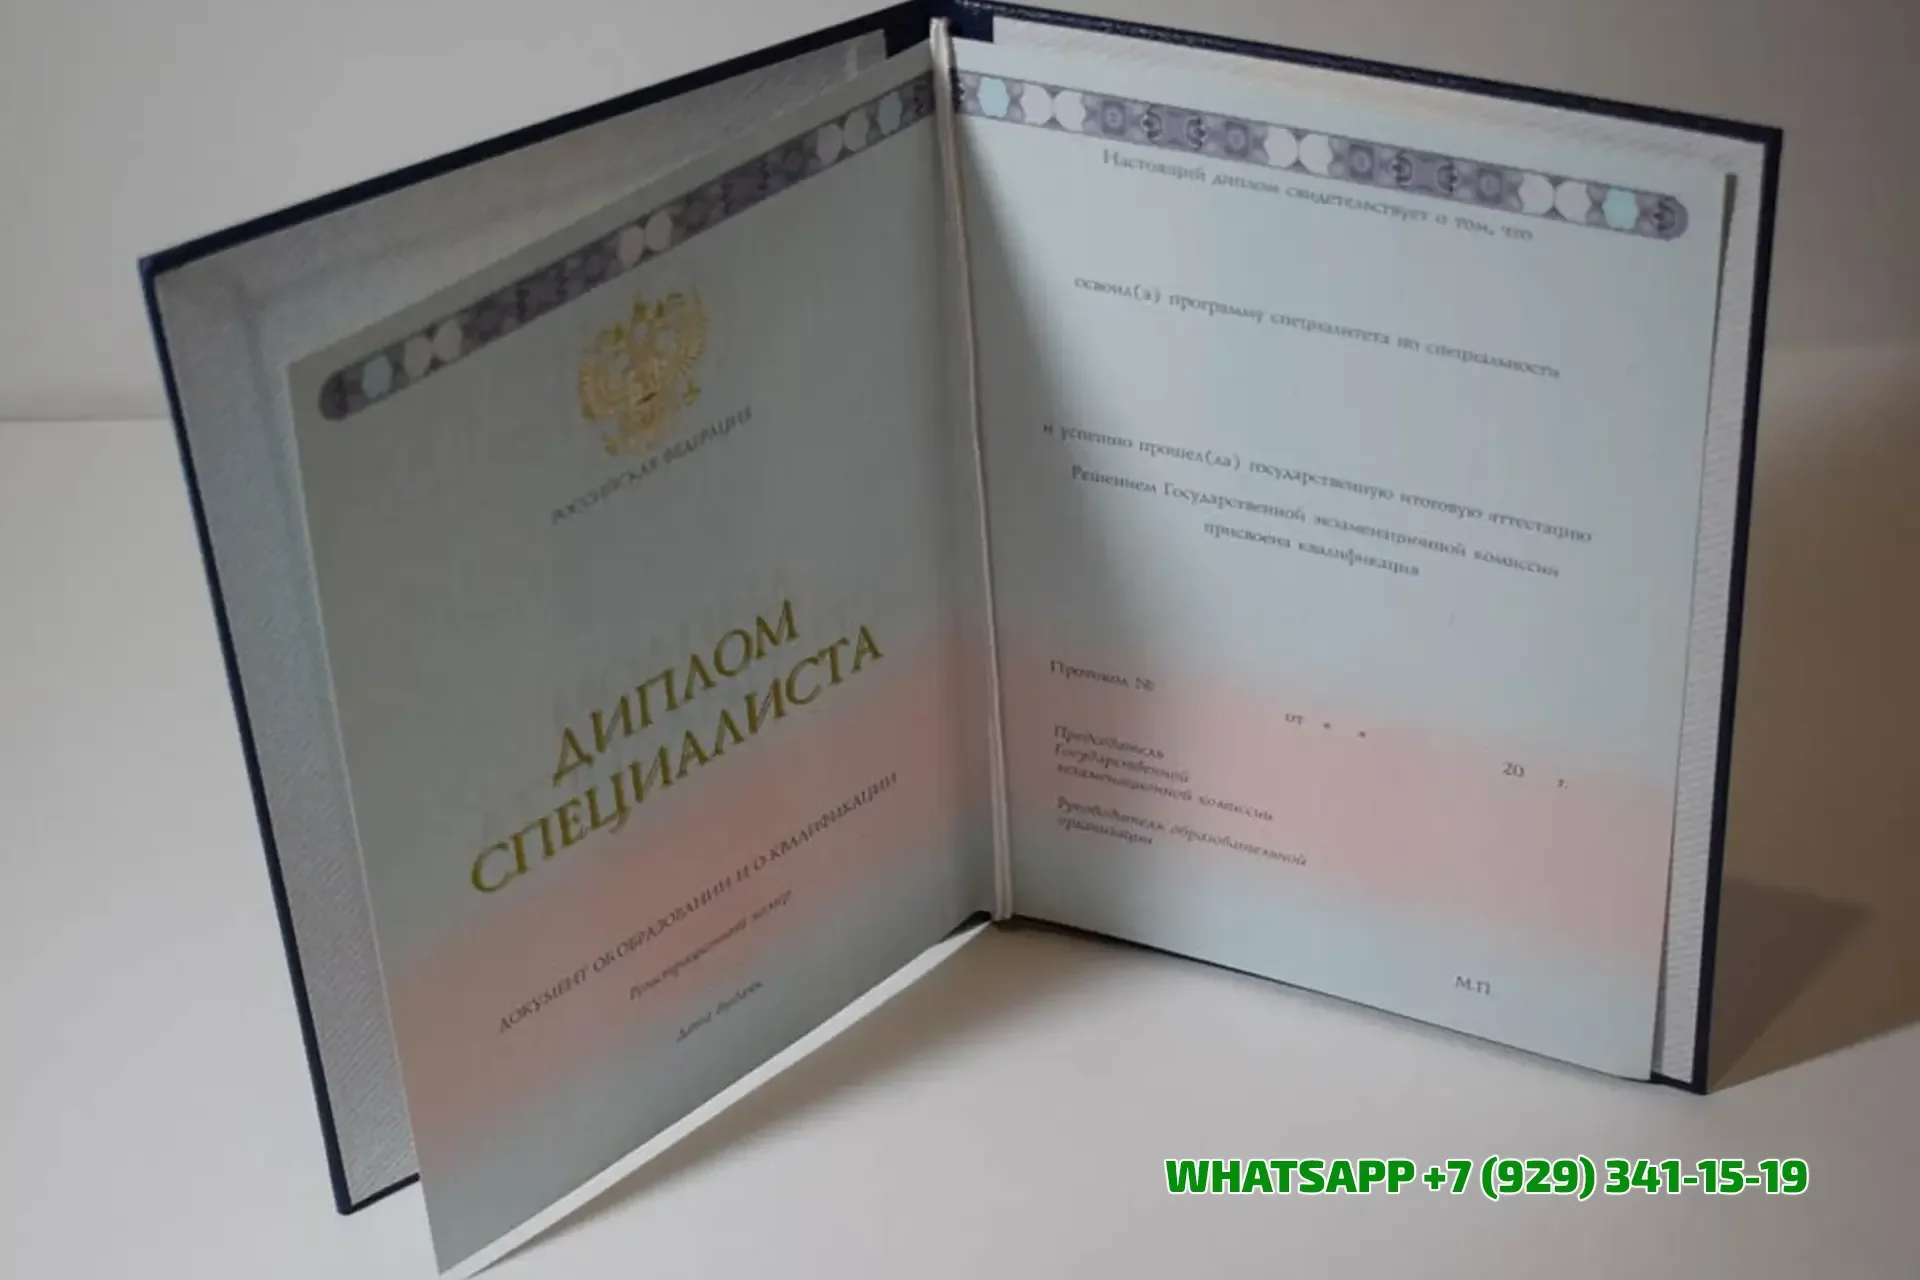 РОССИЙСКАЯ ФЕДЕРАЦИЯ
ДИПЛОМ
СПЕЦИАЛИСТА
ДОКУМЕНТ ОБ ОБРАЗОВАНИИ И О КВАЛИФИКАЦИИ
Регистрационный номер
Дата выдачи
Настоящий диплом свидетельствует о том, что
освоил(а) программу специалитета по специальности
и успешно прошел(ла) государственную итоговую аттестацию
Решением Государственной экзаменационной комиссии
присвоена квалификация
Протокол №
от « »
20 г.
Председатель
Государственной
экзаменационной комиссии
Руководитель образовательной
организации
М.П.
WHATSAPP +7 (929) 341-15-19